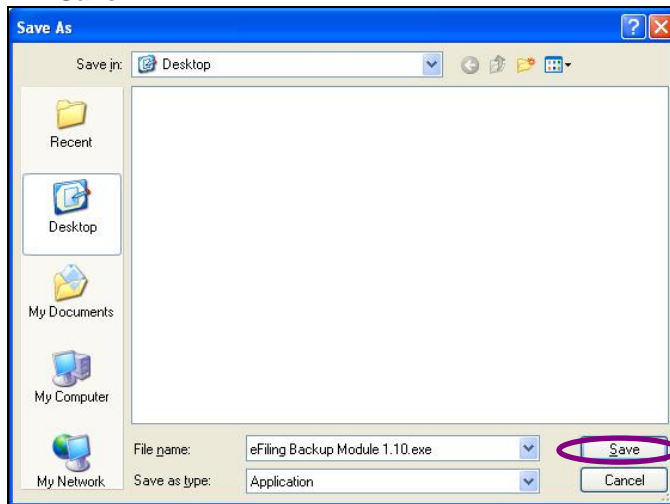 Save As
Save in: Desktop
Recent
Desktop
My Documents
My Computer
My Network
File name: eFiling Backup Module 1.10.exe Save
Save as type: Application Cancel